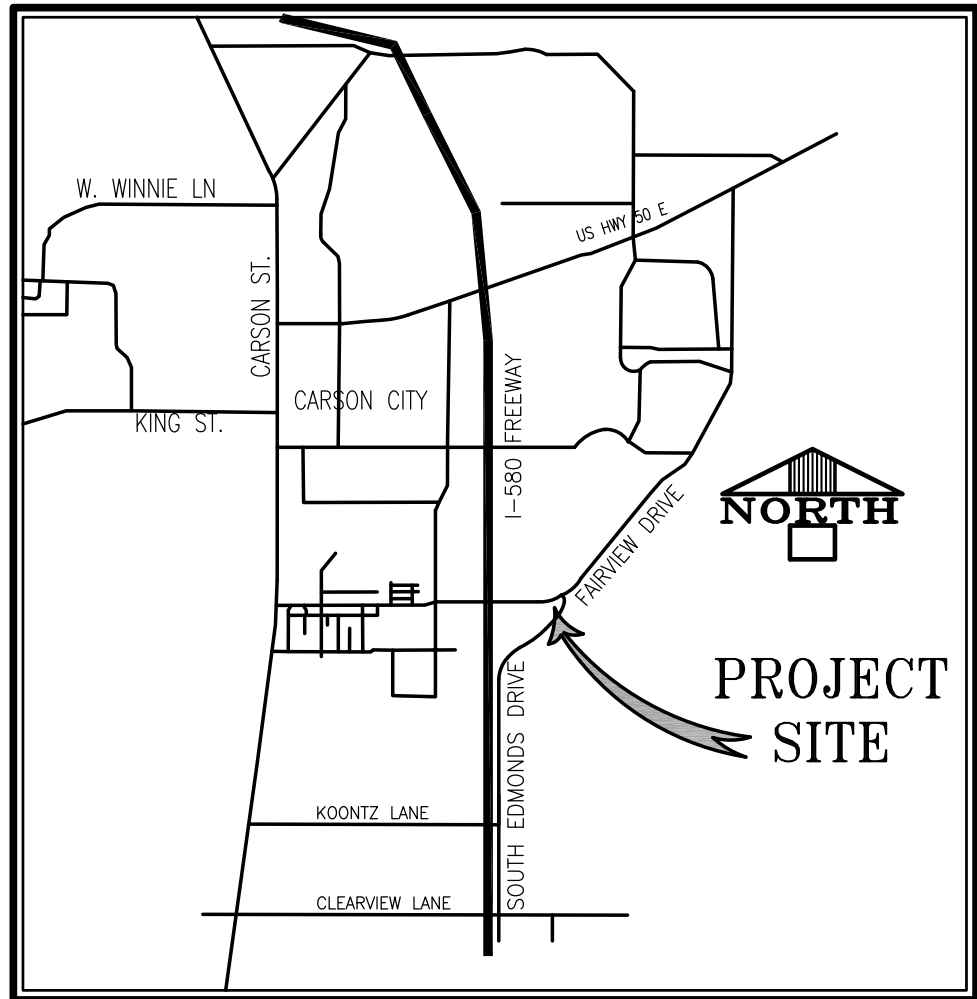 W. WINNIE LN
US HWY 50 E
CARSON ST.
I-580 FREEWAY
CARSON CITY
KING ST.
NORTH
FAIRVIEW DRIVE
PROJECT
SITE
SOUTH EDMONDS DRIVE
KOONTZ LANE
CLEARVIEW LANE